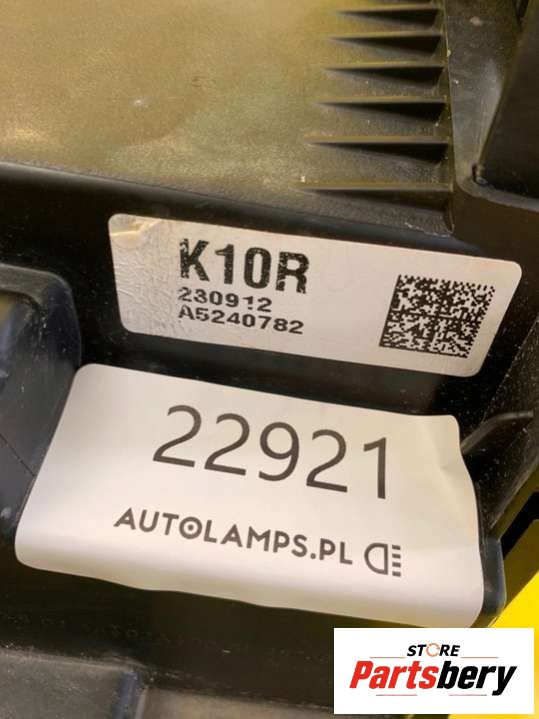 K10R
230912
A5240782
22921
AUTOLAMPS.PL
STORE
Partsbery